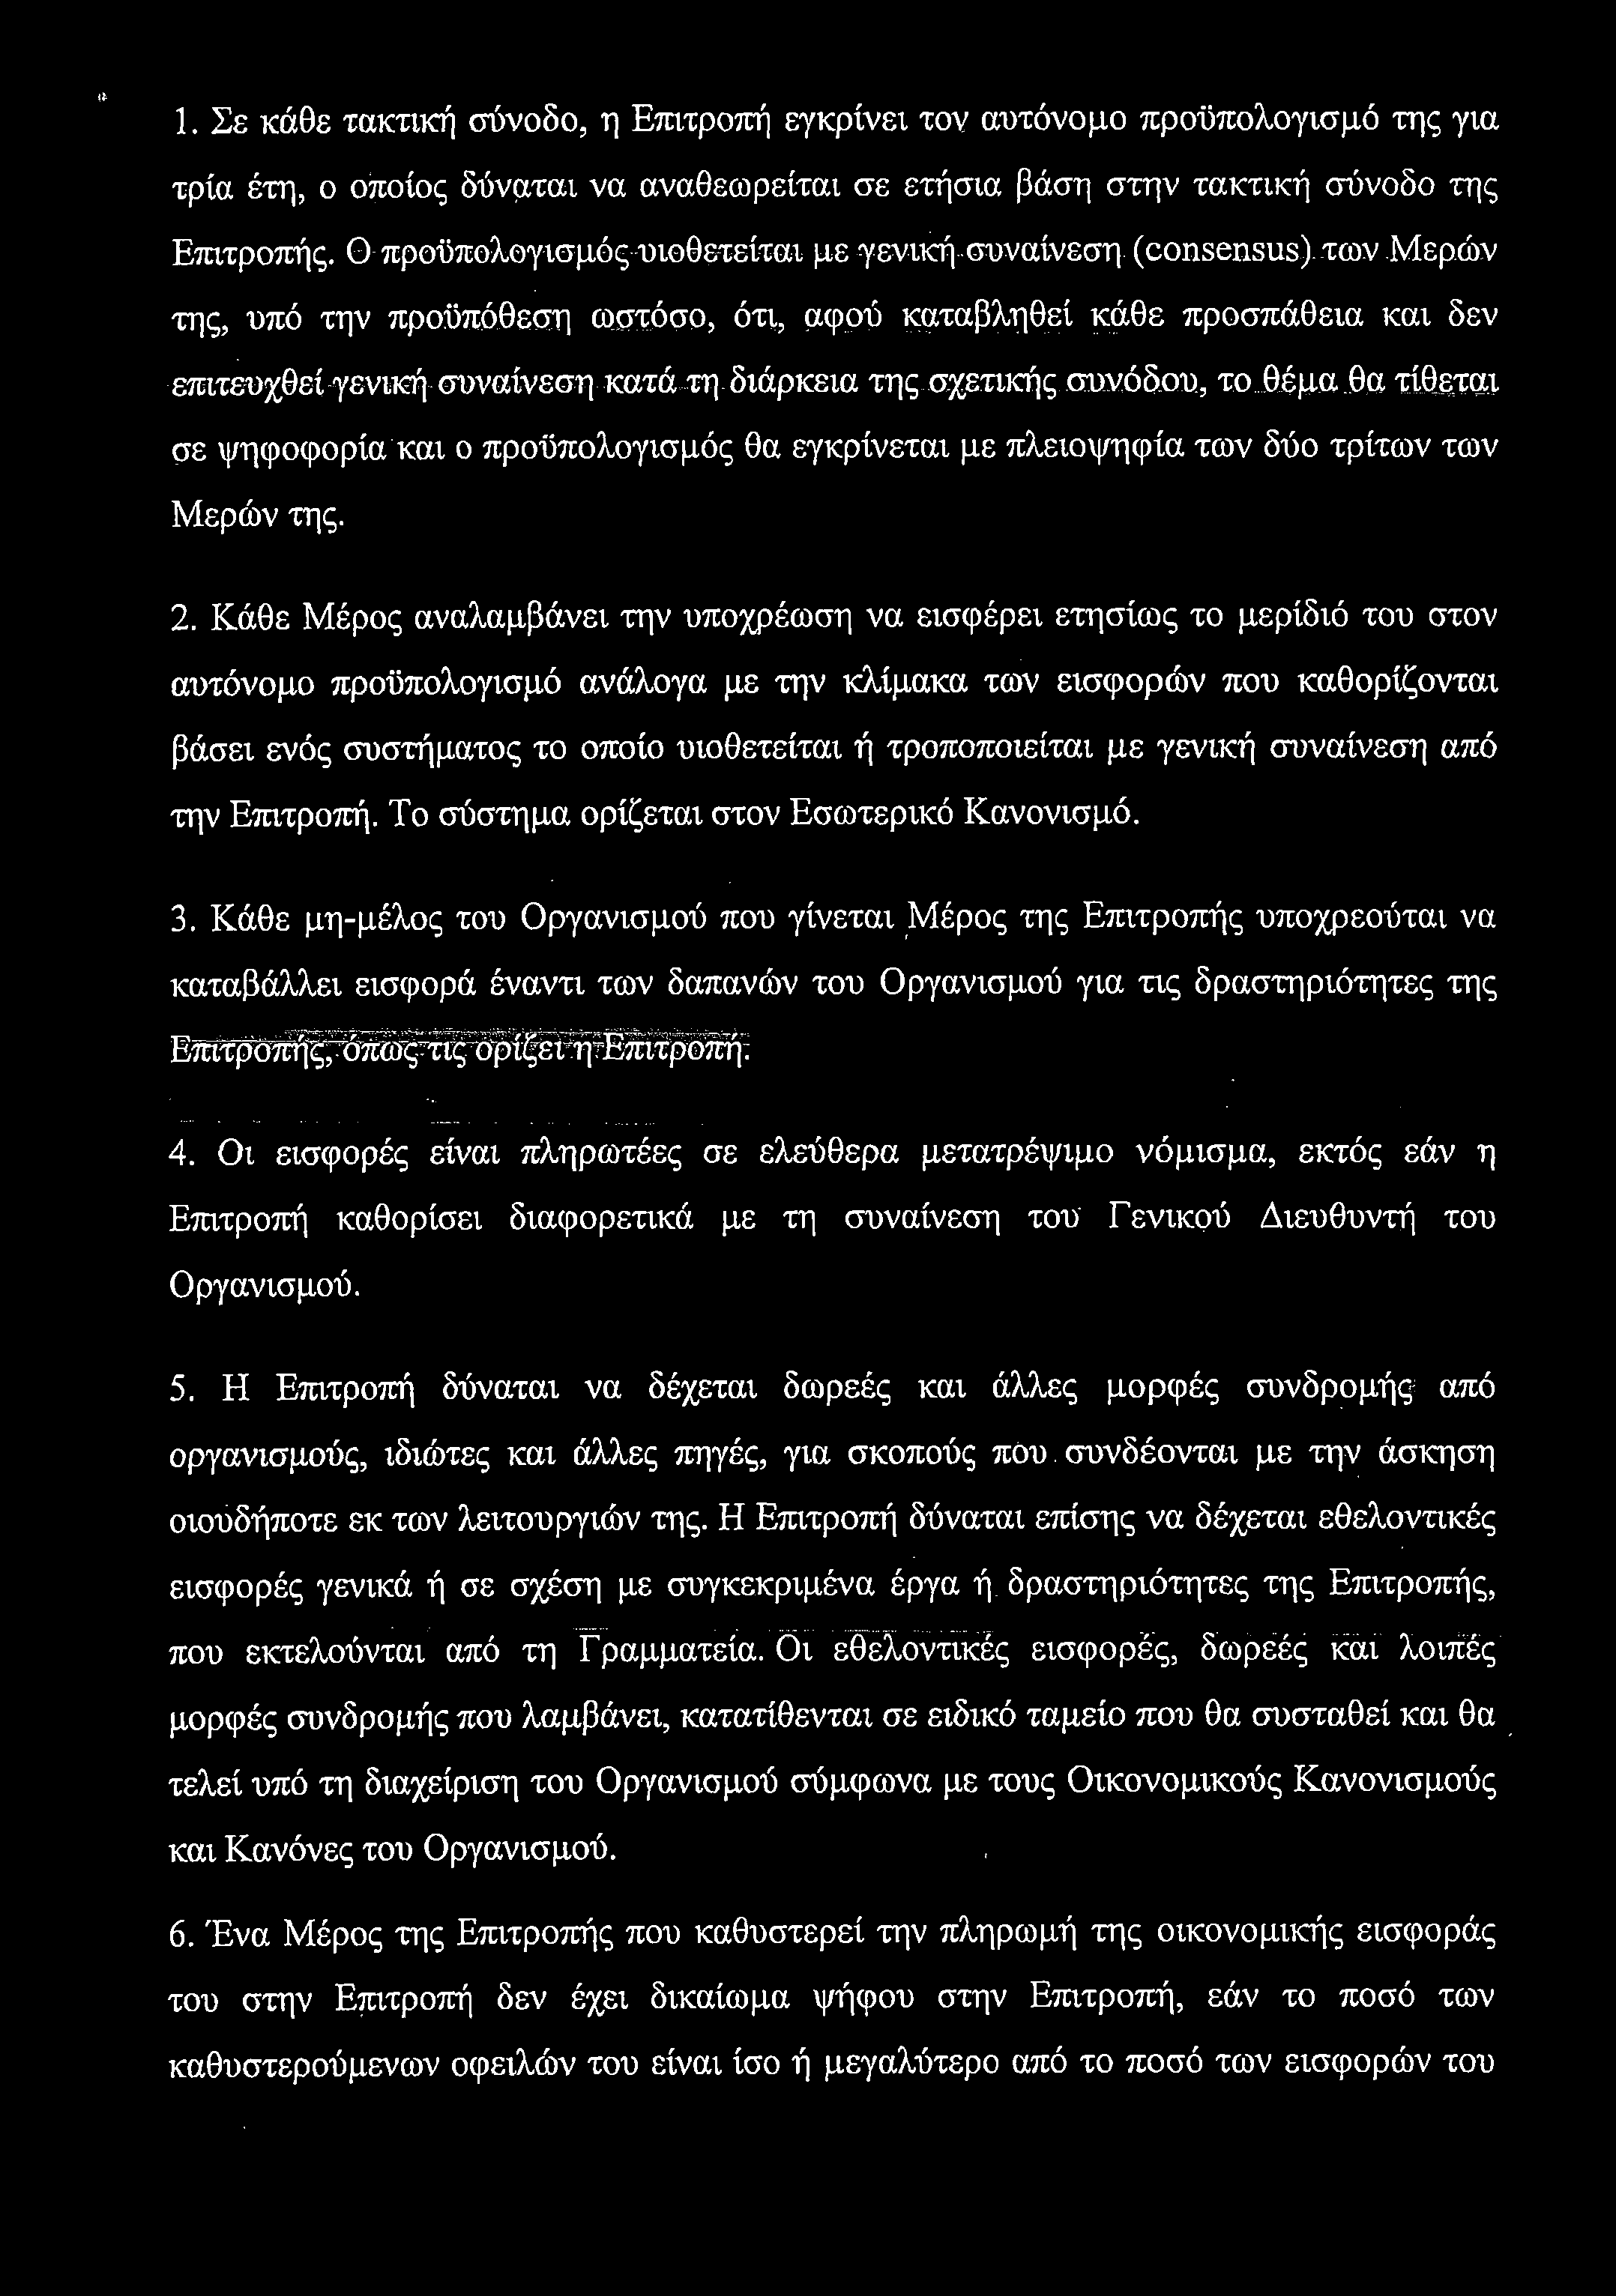 1. Σε κάθε τακτική σύνοδο, η Επιτροπή εγκρίνει τον αυτόνομο προϋπολογισμό της για
τρία έτη, ο οποίος δύναται να αναθεωρείται σε ετήσια βάση στην τακτική σύνοδο της
Επιτροπής. Ο προϋπολογισμός υιοθετείται με γενική συναίνεση (consensus) των Μερών
της, υπό την προϋπόθεση ωστόσο, ότι, αφού καταβληθεί κάθε προσπάθεια και δεν
επιτευχθεί γενική συναίνεση κατά τη διάρκεια της σχετικής συνόδου, το θέμα θα τίθεται
σε ψηφοφορία και ο προϋπολογισμός θα εγκρίνεται με πλειοψηφία των δύο τρίτων των
Μερών της.
2. Κάθε Μέρος αναλαμβάνει την υποχρέωση να εισφέρει ετησίως το μερίδιό του στον
αυτόνομο προϋπολογισμό ανάλογα με την κλίμακα των εισφορών που καθορίζονται
βάσει ενός συστήματος το οποίο υιοθετείται ή τροποποιείται με γενική συναίνεση από
την Επιτροπή. Το σύστημα ορίζεται στον Εσωτερικό Κανονισμό.
3. Κάθε μη-μέλος του Οργανισμού που γίνεται Μέρος της Επιτροπής υποχρεούται να
καταβάλλει εισφορά έναντι των δαπανών του Οργανισμού για τις δραστηριότητες της
Επιτροπής, όπως τις ορίζει η Επιτροπή.
4. Οι εισφορές είναι πληρωτέες σε ελεύθερα μετατρέψιμο νόμισμα, εκτός εάν η
Επιτροπή καθορίσει διαφορετικά με τη συναίνεση του Γενικού Διευθυντή του
Οργανισμού.
5. Η Επιτροπή δύναται να δέχεται δωρεές και άλλες μορφές συνδρομής από
οργανισμούς, ιδιώτες και άλλες πηγές, για σκοπούς που συνδέονται με την άσκηση
οιουδήποτε εκ των λειτουργιών της. Η Επιτροπή δύναται επίσης να δέχεται εθελοντικές
εισφορές γενικά ή σε σχέση με συγκεκριμένα έργα ή δραστηριότητες της Επιτροπής,
που εκτελούνται από τη Γραμματεία. Οι εθελοντικές εισφορές, δωρεές και λοιπές
μορφές συνδρομής που λαμβάνει, κατατίθενται σε ειδικό ταμείο που θα συσταθεί και θα
τελεί υπό τη διαχείριση του Οργανισμού σύμφωνα με τους Οικονομικούς Κανονισμούς
και Κανόνες του Οργανισμού.
6. Ένα Μέρος της Επιτροπής που καθυστερεί την πληρωμή της οικονομικής εισφοράς
του στην Επιτροπή δεν έχει δικαίωμα ψήφου στην Επιτροπή, εάν το ποσό των
καθυστερούμενων οφειλών του είναι ίσο ή μεγαλύτερο από το ποσό των εισφορών του